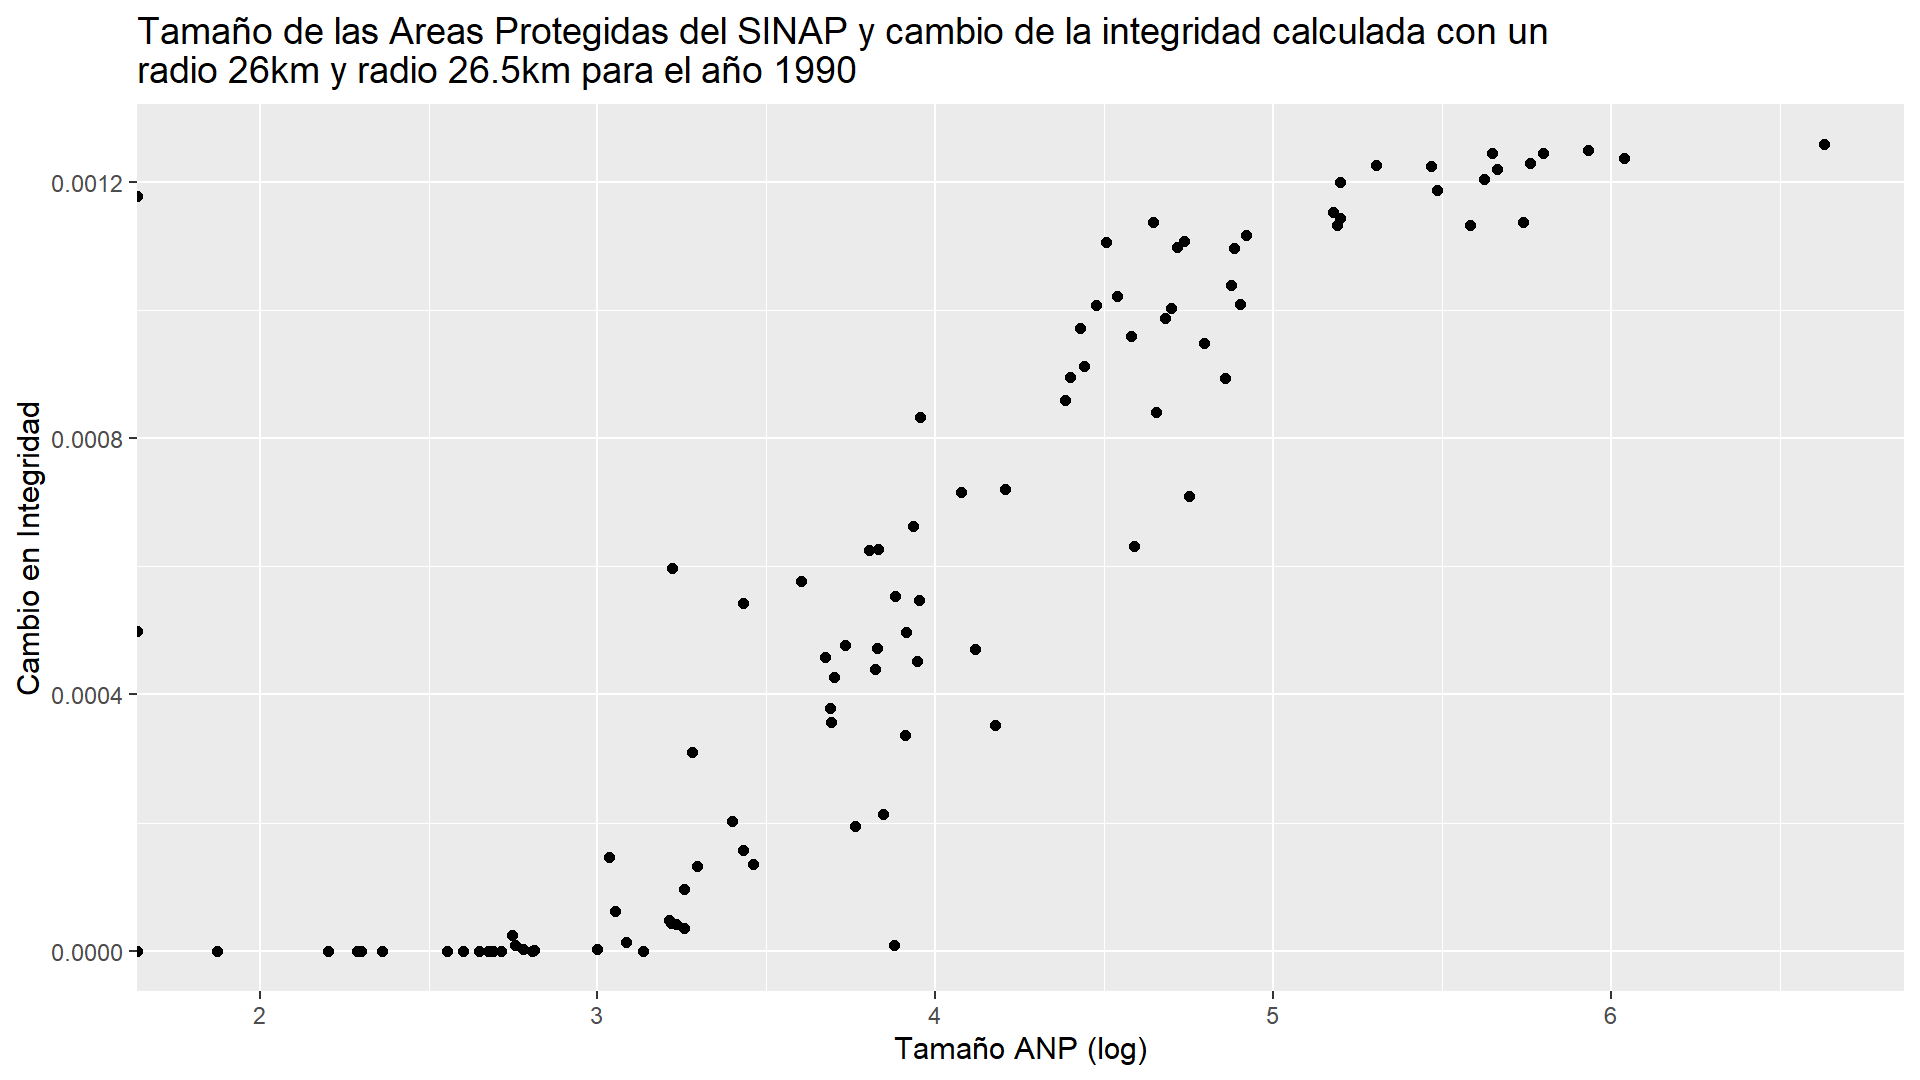 Tamaño de las Areas Protegidas del SINAP y cambio de la integridad calculada con un
radio 26km y radio 26.5km para el año 1990
Cambio en Integridad
0.0012
0.0008
0.0004
0.0000
2 3 4 5 6
Tamaño ANP (log)